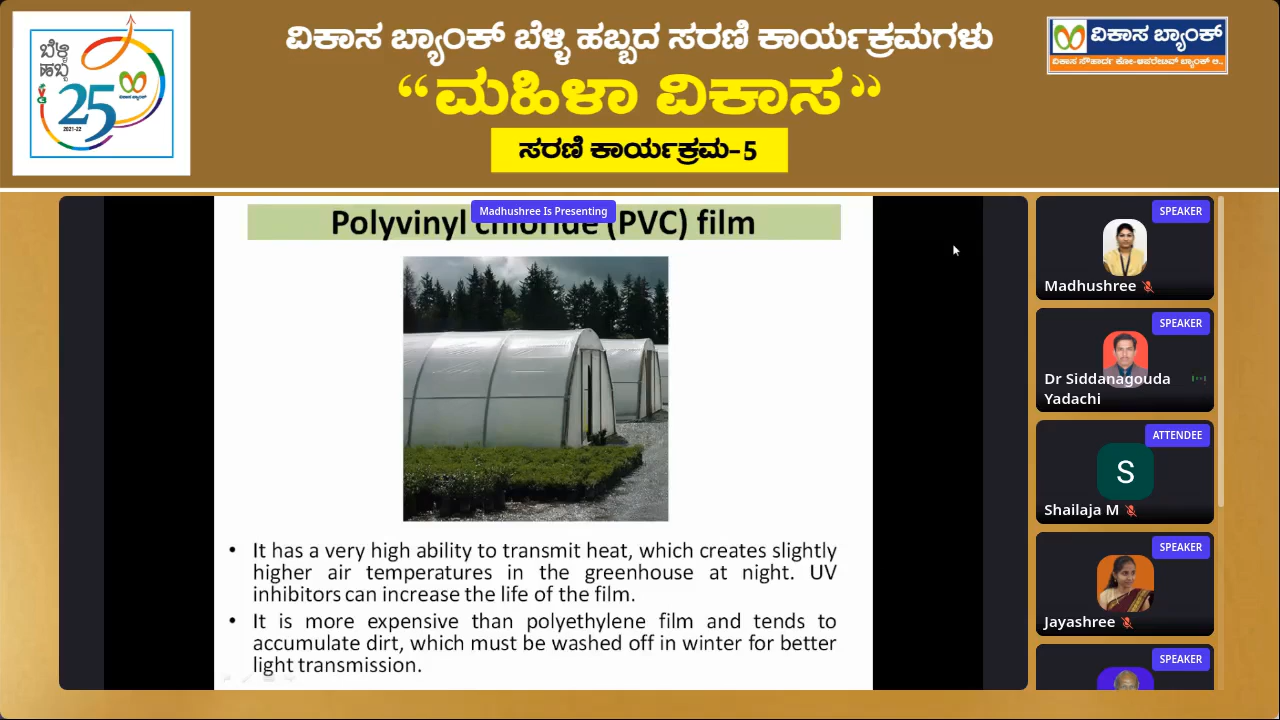 ಬೆಳ್ಳಿ
ಹಬ್ಬ
25
2021-22
ವಿಕಾಸ ಬ್ಯಾಂಕ್ ಬೆಳ್ಳಿ ಹಬ್ಬದ ಸರಣಿ ಕಾರ್ಯಕ್ರಮಗಳು
“ಮಹಿಳಾ ವಿಕಾಸ”
ಸರಣಿ ಕಾರ್ಯಕ್ರಮ-5
ವಿಕಾಸ ಬ್ಯಾಂಕ್
ವಿಕಾಸ ಸೌಹಾರ್ದ ಕೋ-ಆಪರೇಟಿವ್ ಬ್ಯಾಂಕ್ ಲಿ.,
Madhushree Is Presenting
Polyvinyl chloride (PVC) film
• It has a very high ability to transmit heat, which creates slightly
higher air temperatures in the greenhouse at night. UV
inhibitors can increase the life of the film.
• It is more expensive than polyethylene film and tends to
accumulate dirt, which must be washed off in winter for better
light transmission.
SPEAKER
Madhushree
SPEAKER
Dr Siddanagouda
Yadachi
ATTENDEE
S
Shailaja M
SPEAKER
Jayashree
SPEAKER